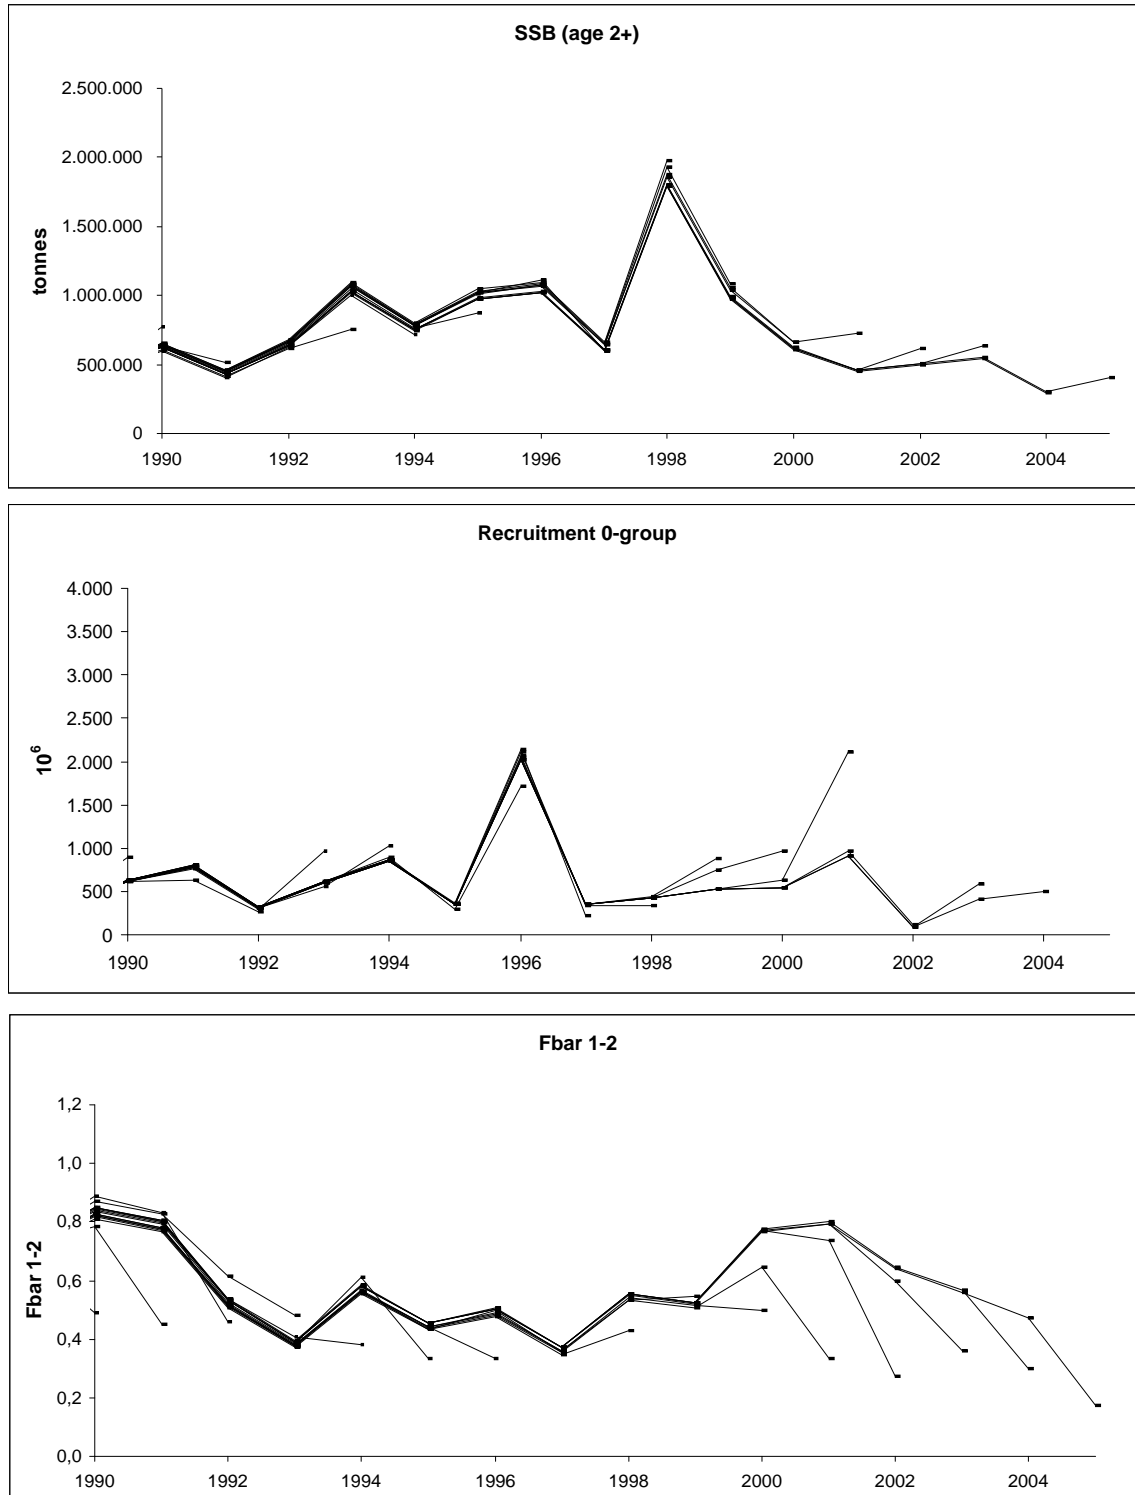 SSB (age 2+)
2.500.000
2.000.000
1.500.000
1.000.000
500.000
0
tonnes
1990 1992 1994 1996 1998 2000 2002 2004
Recruitment 0-group
4.000
3.500
3.000
2.500
2.000
1.500
1.000
500
0
10⁶
1990 1992 1994 1996 1998 2000 2002 2004
Fbar 1-2
1,2
1,0
0,8
0,6
0,4
0,2
0,0
Fbar 1-2
1990 1992 1994 1996 1998 2000 2002 2004